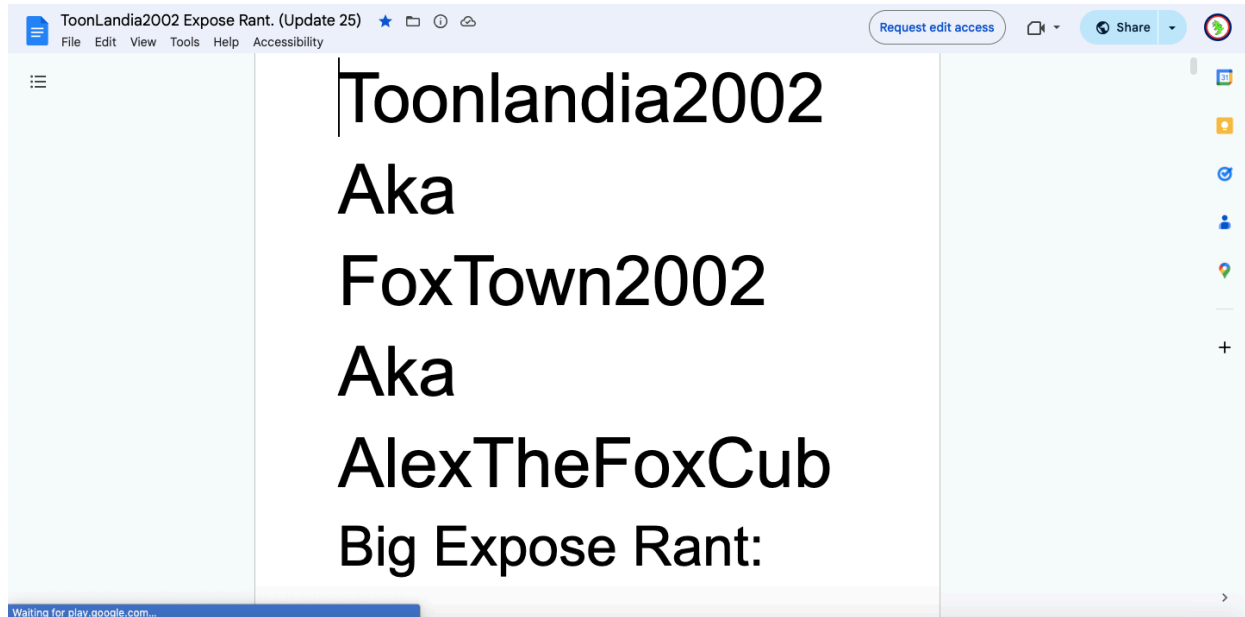 ToonLandia2002 Expose Rant. (Update 25)
Request edit access
Share
File Edit View Tools Help Accessibility
31
Toonlandia2002
Aka
FoxTown2002
Aka
AlexTheFoxCub
Big Expose Rant:
Waiting for play.google.com...